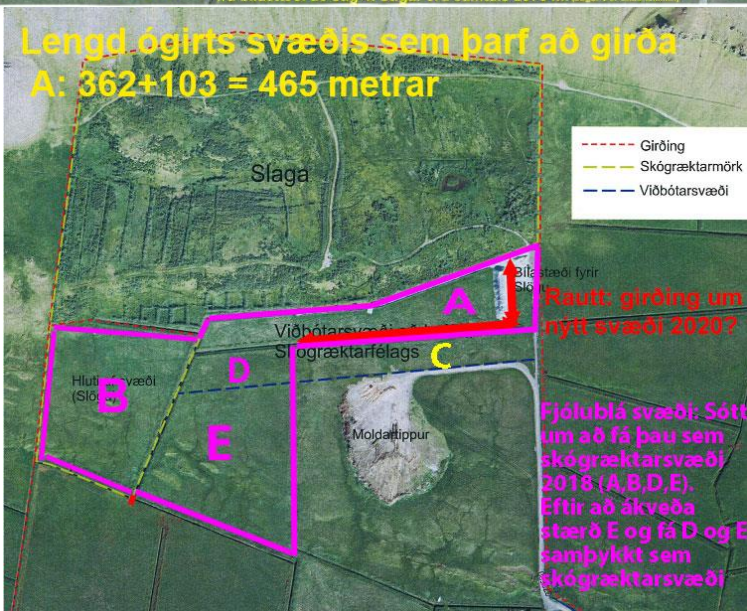 Lengd ógirts svæðis sem þarf að girða
A: 362+103 = 465 metrar
Girðing
Skógræktarmörk
Viðbótarsvæði
Slaga
Bílastæði fyrir
A
Rautt: girðing um
nýtt svæði 2020?
Viðbótarsvæði
Skógræktarfélags
C
D
B
E
Moldartippur
Fjólublá svæði: Sótt
um að fá þau sem
skógræktarsvæði
2018 (A,B,D,E).
Eftir að ákveða
stærð E og fá D og E
samþykkt sem
skógræktarsvæði